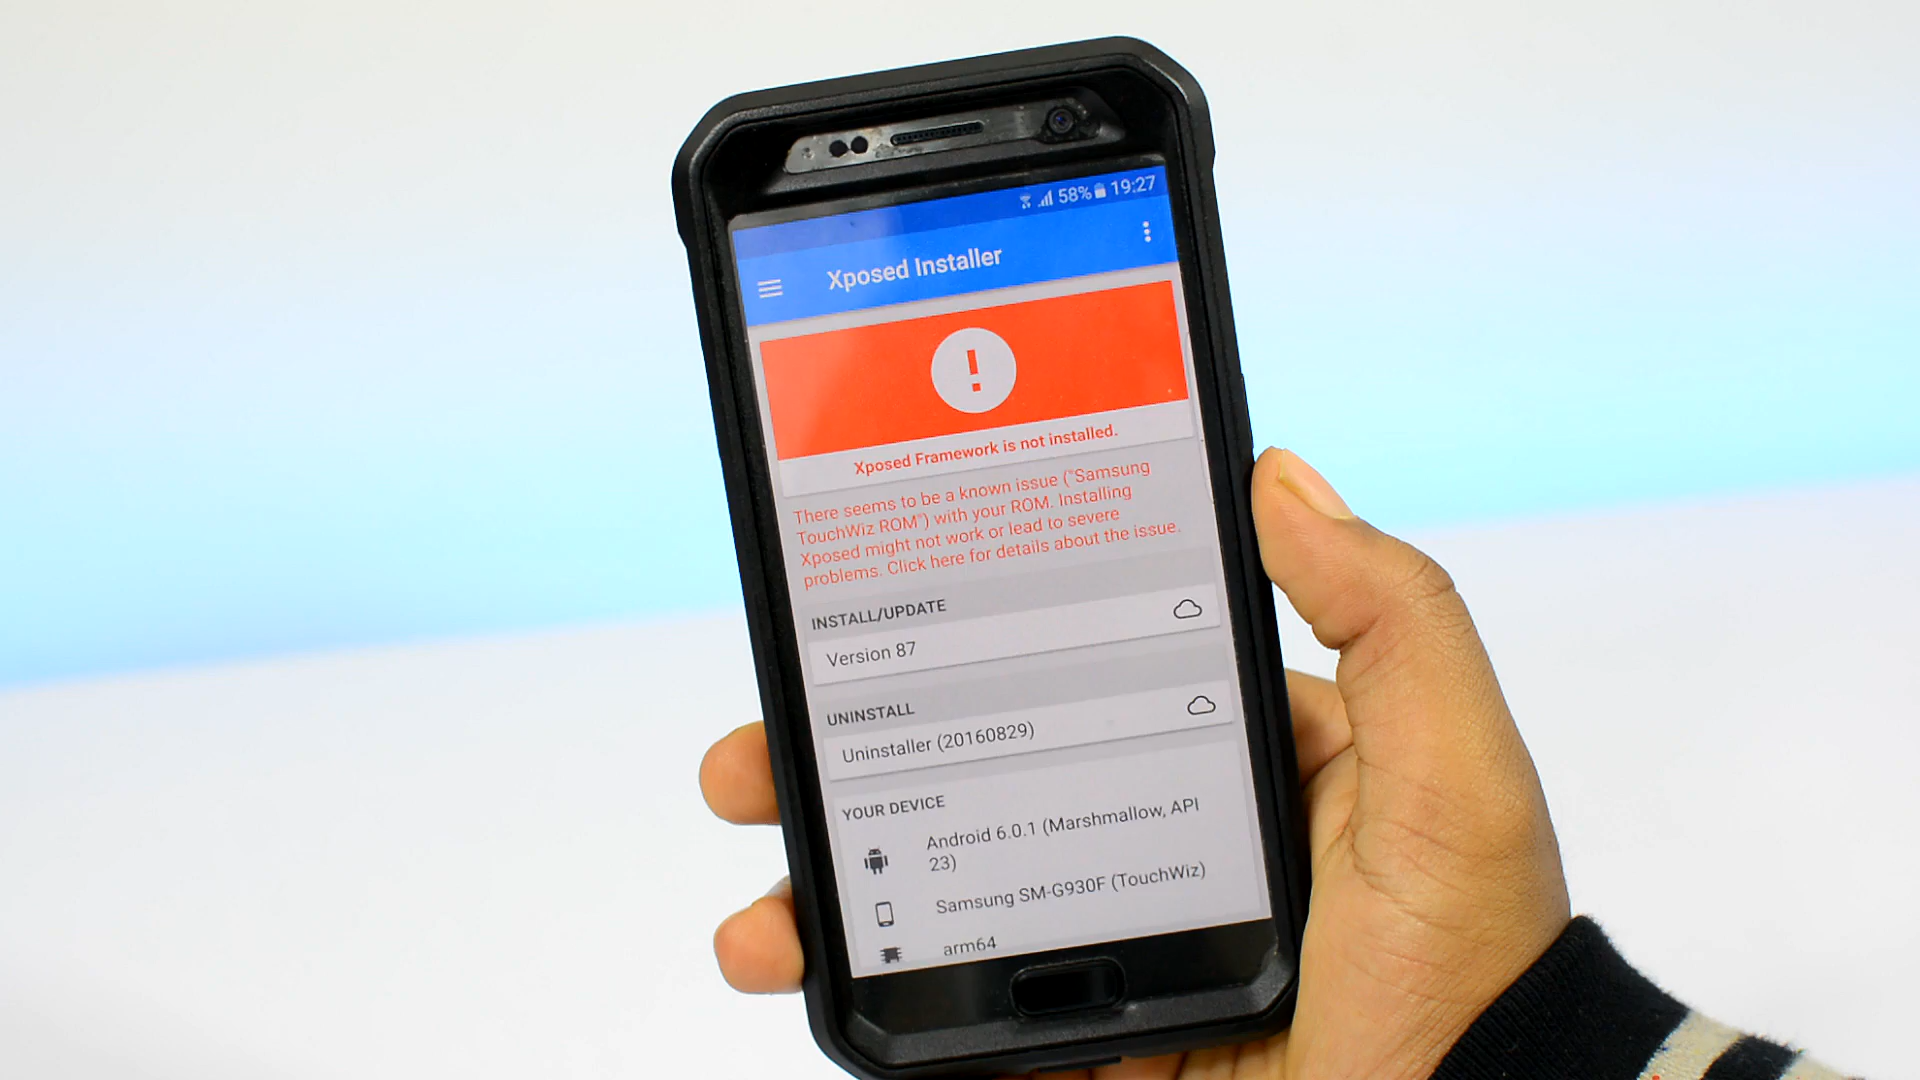 58% 19:27
Xposed Installer
!
Xposed Framework is not installed.
There seems to be a known issue ("Samsung
TouchWiz ROM") with your ROM. Installing
Xposed might not work or lead to severe
problems. Click here for details about the issue.
INSTALL/UPDATE
Version 87
UNINSTALL
Uninstaller (20160829)
YOUR DEVICE
Android 6.0.1 (Marshmallow, API
23)
Samsung SM-G930F (TouchWiz)
arm64